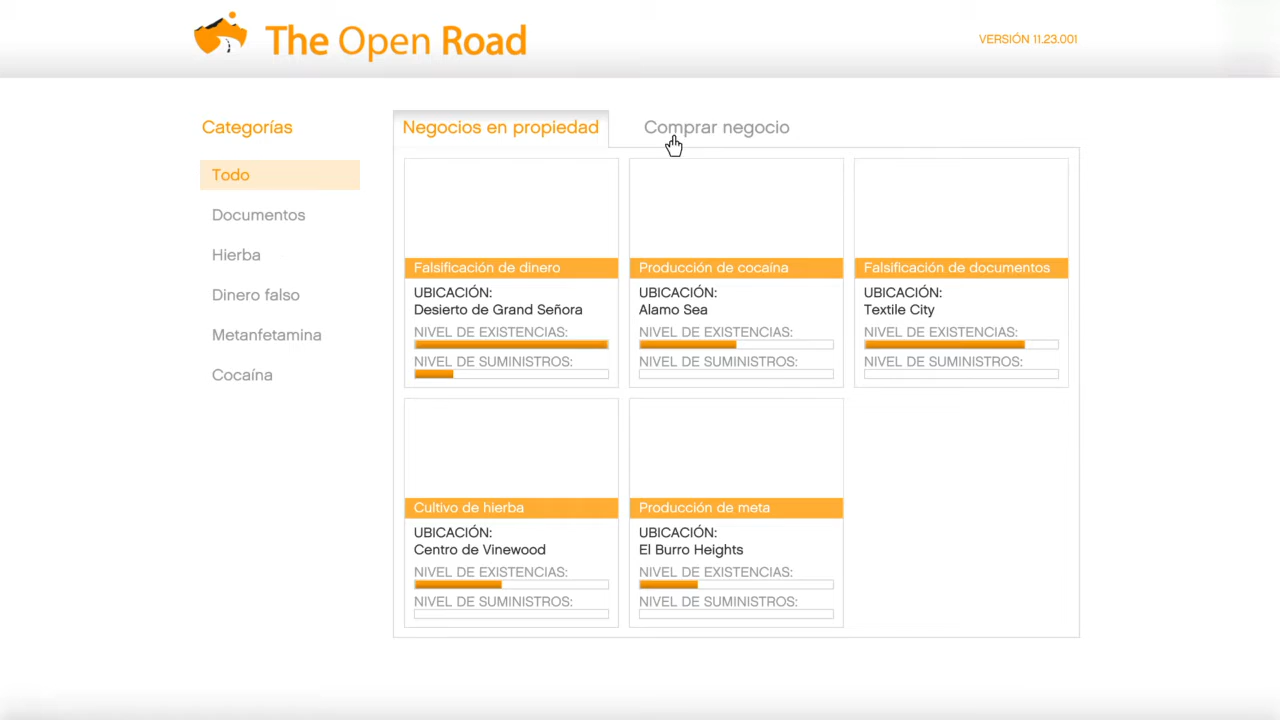 The Open Road
VERSIÓN 11.23.001
Categorías
Todo
Documentos
Hierba
Dinero falso
Metanfetamina
Cocaína
Negocios en propiedad
Comprar negocio
Falsificación de dinero
UBICACIÓN:
Desierto de Grand Señora
NIVEL DE EXISTENCIAS:
NIVEL DE SUMINISTROS:
Producción de cocaína
UBICACIÓN:
Alamo Sea
NIVEL DE EXISTENCIAS:
NIVEL DE SUMINISTROS:
Falsificación de documentos
UBICACIÓN:
Textile City
NIVEL DE EXISTENCIAS:
NIVEL DE SUMINISTROS:
Cultivo de hierba
UBICACIÓN:
Centro de Vinewood
NIVEL DE EXISTENCIAS:
NIVEL DE SUMINISTROS:
Producción de meta
UBICACIÓN:
El Burro Heights
NIVEL DE EXISTENCIAS:
NIVEL DE SUMINISTROS: